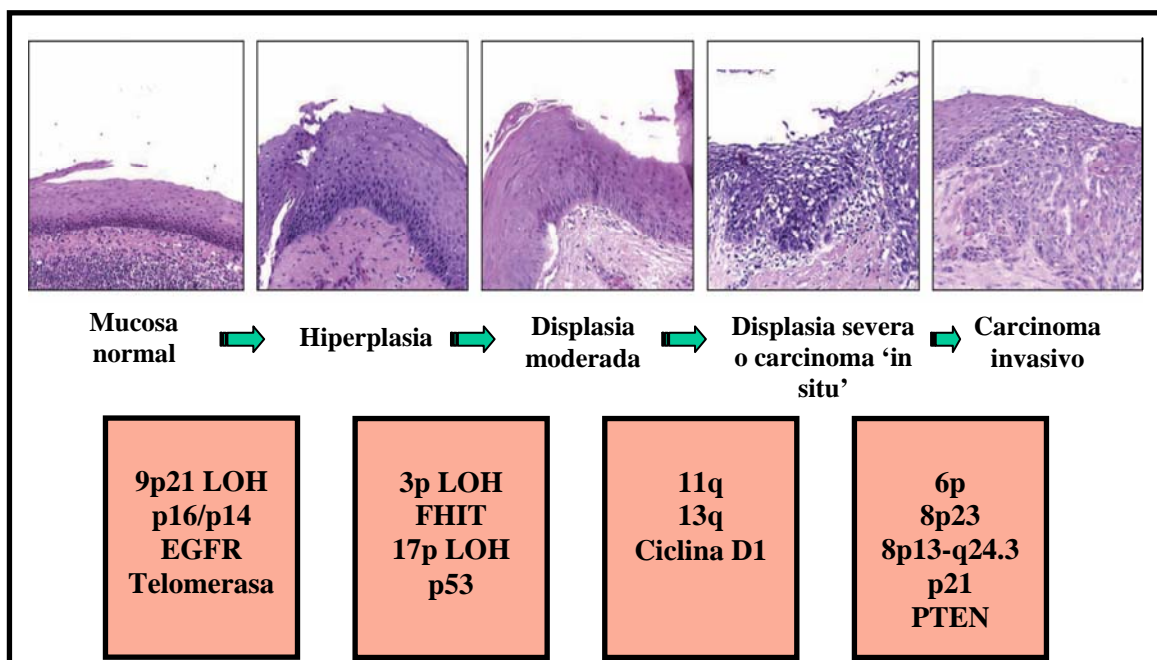 Mucosa
normal
Hiperplasia
Displasia
moderada
Displasia severa
o carcinoma ‘in
situ’
Carcinoma
invasivo
9p21 LOH
p16/p14
EGFR
Telomerasa
3p LOH
FHIT
17p LOH
p53
11q
13q
Ciclina D1
6p
8p23
8p13-q24.3
p21
PTEN